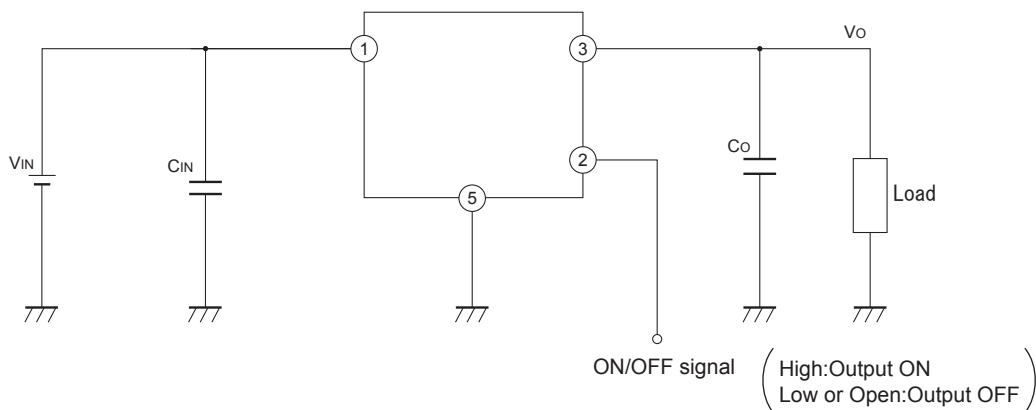 1
3
Vo
VIN
CIN
2
Co
5
Load
ON/OFF signal
High:Output ON
Low or Open:Output OFF